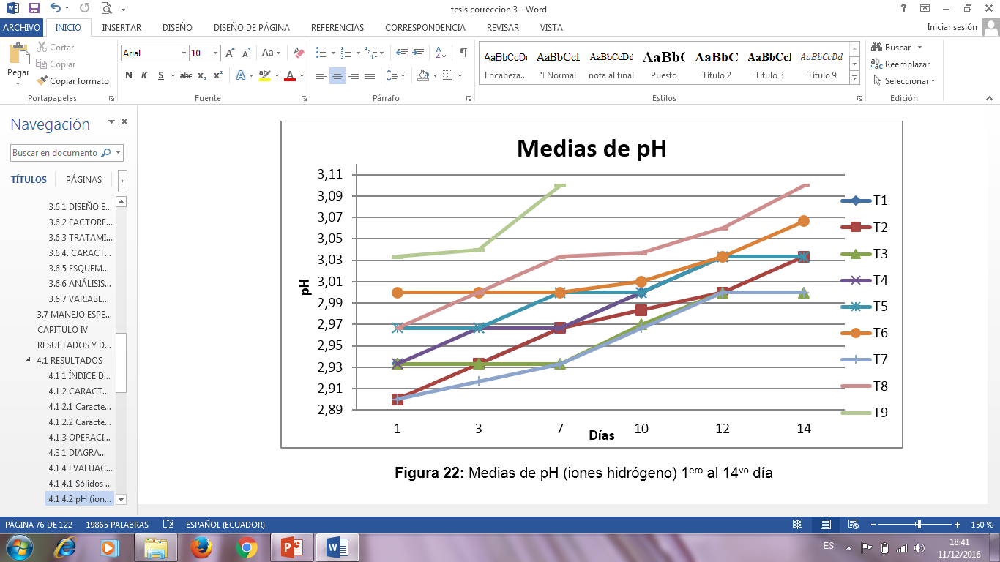 tesis correccion 3 - Word
ARCHIVO INICIO INSERTAR DISEÑO DISEÑO DE PÁGINA REFERENCIAS CORRESPONDENCIA REVISAR VISTA Iniciar sesión
Pegar
Cortar
Copiar
Copiar formato
Portapapeles
Arial 10
N K S abc x₂ x²
Fuente
Párrafo
AaBbCcDc AaBbCcI AaBbCcDd AaBb( AaBbC AaBbCcl AaBbCcDd.
Encabeza... ¶ Normal nota al final Puesto Título 2 Título 3 Título 9
Estilos
Buscar
Reemplazar
Seleccionar
Edición
Navegación
Buscar en documento
TÍTULOS PÁGINAS
3.6.1 DISEÑO E...
3.6.2 FACTORE...
3.6.3 TRATAMI...
3.6.4. CARACT...
3.6.5 ESQUEM...
3.6.6 ANÁLISIS...
3.6.7 VARIABL...
3.7 MANEJO ESPE...
CAPITULO IV
RESULTADOS Y D...
4.1 RESULTADOS
4.1.1 ÍNDICE D...
4.1.2 CARACT...
4.1.2.1 Caracte...
4.1.2.2 Caracte...
4.1.3 OPERACI...
4.3.1 DIAGRA...
4.1.4 EVALUAC...
4.1.4.1 Sólidos ...
4.1.4.2 pH (ion...
Medias de pH
3,11
3,09
3,07
3,05
3,03
3,01
2,99
2,97
2,95
2,93
2,91
2,89
pH
1 3 7 10 12 14
Días
T1
T2
T3
T4
T5
T6
T7
T8
T9
Figura 22: Medias de pH (iones hidrógeno) 1ero al 14vo día
PÁGINA 76 DE 122 19865 PALABRAS ESPAÑOL (ECUADOR) 150 %
ES 18:41
11/12/2016